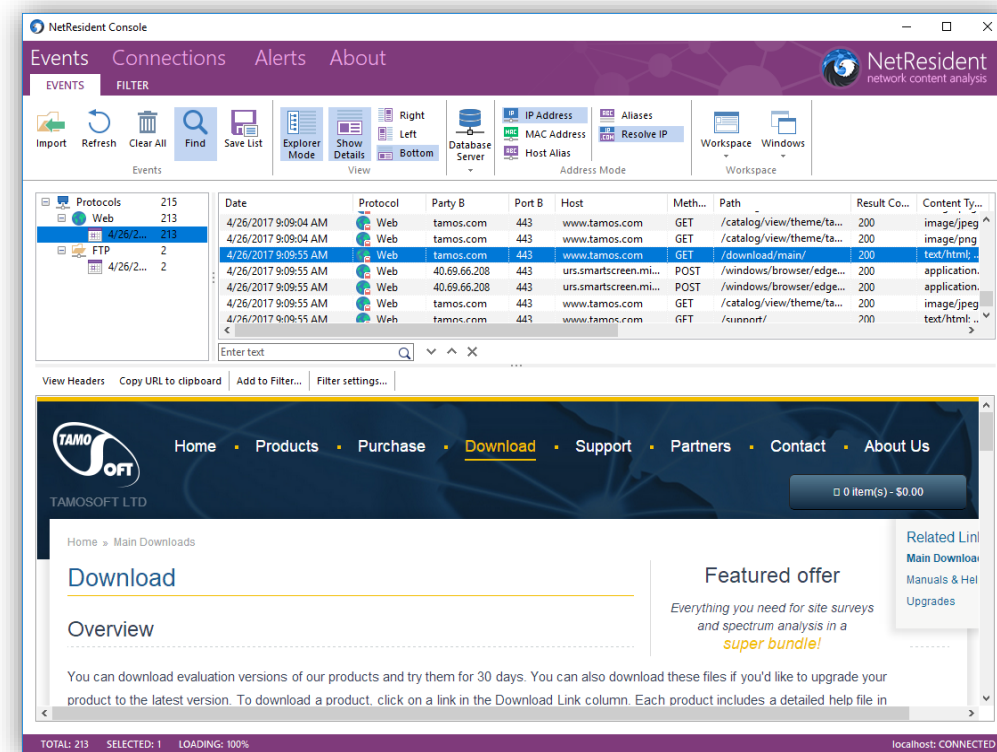 NetResident Console
Events Connections Alerts About
NetResident
network content analysis
EVENTS FILTER
Import Refresh Clear All Find Save List
Events
Explorer Mode Show Details Right Left Bottom
View
Database Server
IP Address MAC Address Host Alias Aliases Resolve IP
Address Mode
Workspace Windows
Workspace
Protocols 215
Web 213
4/26/2... 213
FTP 2
4/26/2... 2
Date Protocol Party B Port B Host Meth... Path Result Co... Content Ty...
4/26/2017 9:09:04 AM Web tamos.com 443 www.tamos.com GET /catalog/view/theme/ta... 200 image/jpeg
4/26/2017 9:09:04 AM Web tamos.com 443 www.tamos.com GET /catalog/view/theme/ta... 200 image/png
4/26/2017 9:09:55 AM Web tamos.com 443 www.tamos.com GET /download/main/ 200 text/html; ..
4/26/2017 9:09:55 AM Web 40.69.66.208 443 urs.smartscreen.mi... POST /windows/browser/edge... 200 application.
4/26/2017 9:09:55 AM Web 40.69.66.208 443 urs.smartscreen.mi... POST /windows/browser/edge... 200 application.
4/26/2017 9:09:55 AM Web tamos.com 443 www.tamos.com GET /catalog/view/theme/ta... 200 image/jpeg
4/26/2017 9:09:55 AM Web tamos.com 443 www.tamos.com GET /support/ 200 text/html; ..
Enter text
View Headers Copy URL to clipboard Add to Filter... Filter settings...
TAMOSOFT
TAMOSOFT LTD
Home Products Purchase Download Support Partners Contact About Us
0 item(s) - $0.00
Home » Main Downloads
Download
Overview
Featured offer
Everything you need for site surveys
and spectrum analysis in a
super bundle!
Related Lin
Main Downloa
Manuals & Hel
Upgrades
You can download evaluation versions of our products and try them for 30 days. You can also download these files if you'd like to upgrade your
product to the latest version. To download a product, click on a link in the Download Link column. Each product includes a detailed help file in
TOTAL: 213 SELECTED: 1 LOADING: 100% localhost: CONNECTED